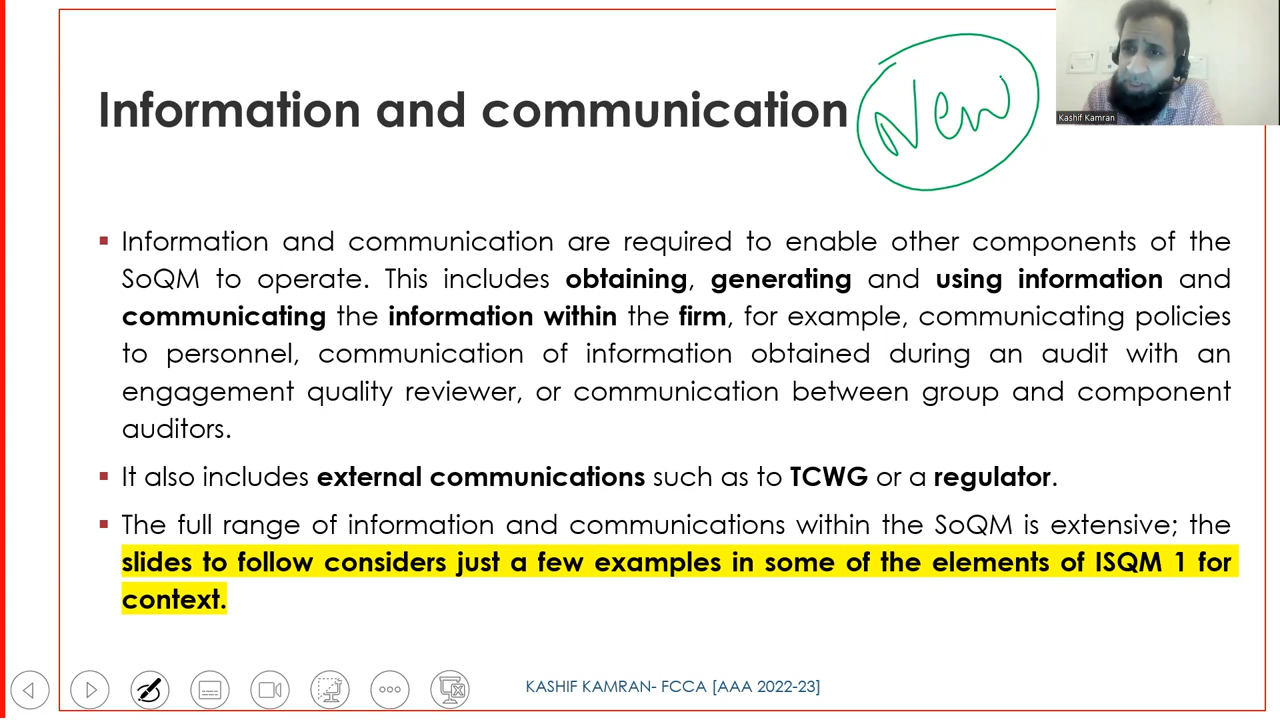 Information and communication
New
Kashif Kamran
Information and communication are required to enable other components of the
SoQM to operate. This includes obtaining, generating and using information and
communicating the information within the firm, for example, communicating policies
to personnel, communication of information obtained during an audit with an
engagement quality reviewer, or communication between group and component
auditors.
It also includes external communications such as to TCWG or a regulator.
The full range of information and communications within the SoQM is extensive; the
slides to follow considers just a few examples in some of the elements of ISQM 1 for
context.
KASHIF KAMRAN- FCCA [AAA 2022-23]